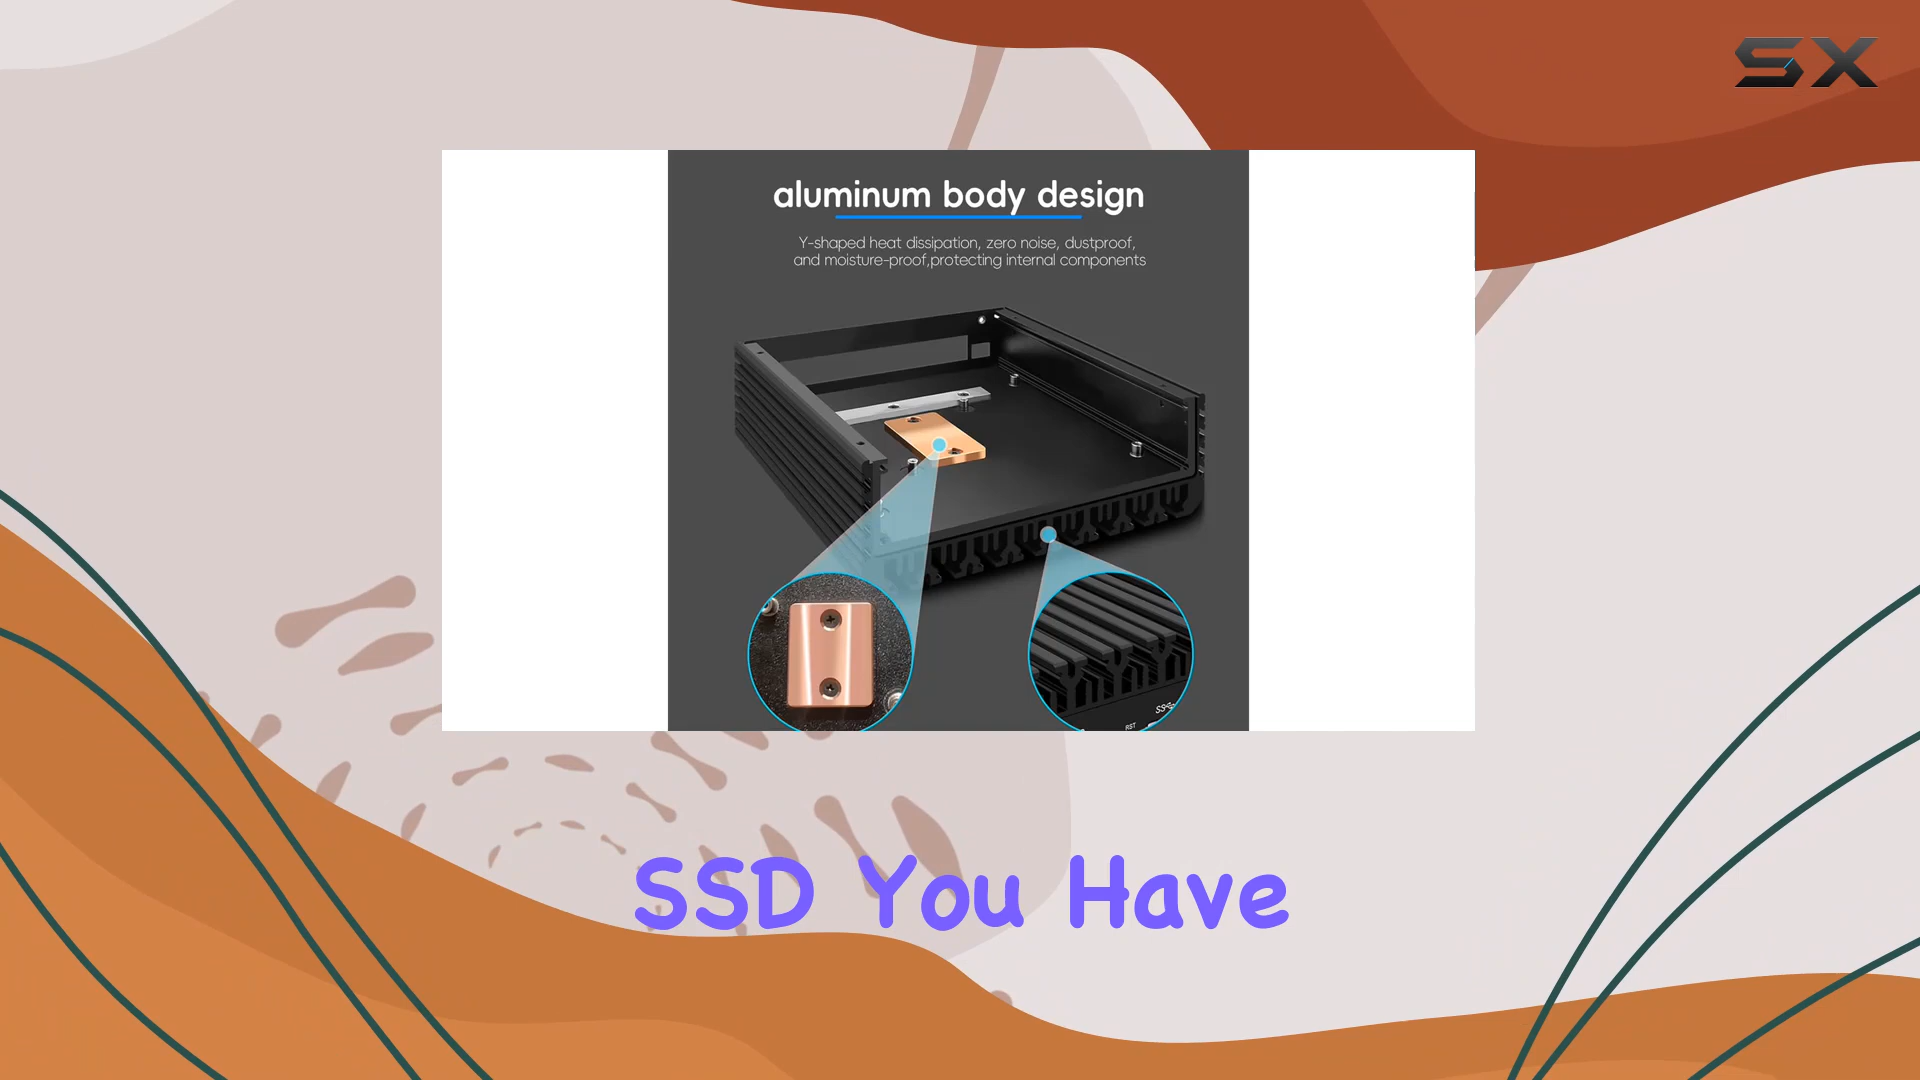 SX
aluminum body design
Y-shaped heat dissipation, zero noise, dustproof,
and moisture-proof,protecting internal components
RST
SSD You Have